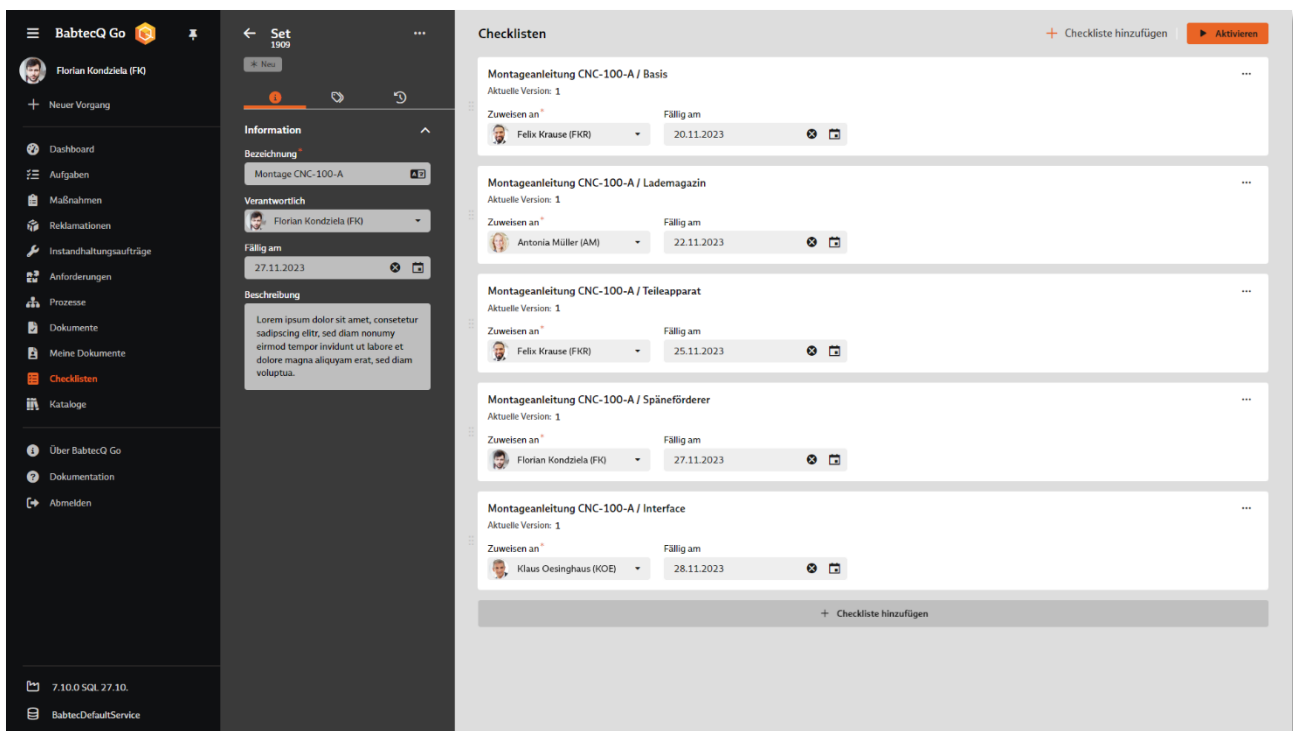 BabtecQ Go
Florian Kondziela (FK)
Neuer Vorgang
Dashboard
Aufgaben
Maßnahmen
Reklamationen
Instandhaltungsaufträge
Anforderungen
Prozesse
Dokumente
Meine Dokumente
Checklisten
Kataloge
Über BabtecQ Go
Dokumentation
Abmelden
7.10.0 SQL 27.10.
BabtecDefaultService
Set
1909
Neu
Information
Bezeichnung*
Montage CNC-100-A
Verantwortlich
Florian Kondziela (FK)
Fällig am
27.11.2023
Beschreibung
Lorem ipsum dolor sit amet, consetetur
sadipscing elitr, sed diam nonumy
eirmod tempor invidunt ut labore et
dolore magna aliquyam erat, sed diam
voluptua.
Checklisten
+ Checkliste hinzufügen
Aktivieren
Montageanleitung CNC-100-A / Basis
Aktuelle Version: 1
Zuweisen an* Fällig am
Felix Krause (FKR) 20.11.2023
Montageanleitung CNC-100-A / Lademagazin
Aktuelle Version: 1
Zuweisen an* Fällig am
Antonia Müller (AM) 22.11.2023
Montageanleitung CNC-100-A / Teileapparat
Aktuelle Version: 1
Zuweisen an* Fällig am
Felix Krause (FKR) 25.11.2023
Montageanleitung CNC-100-A / Späneförderer
Aktuelle Version: 1
Zuweisen an* Fällig am
Florian Kondziela (FK) 27.11.2023
Montageanleitung CNC-100-A / Interface
Aktuelle Version: 1
Zuweisen an* Fällig am
Klaus Oesinghaus (KOE) 28.11.2023
+ Checkliste hinzufügen